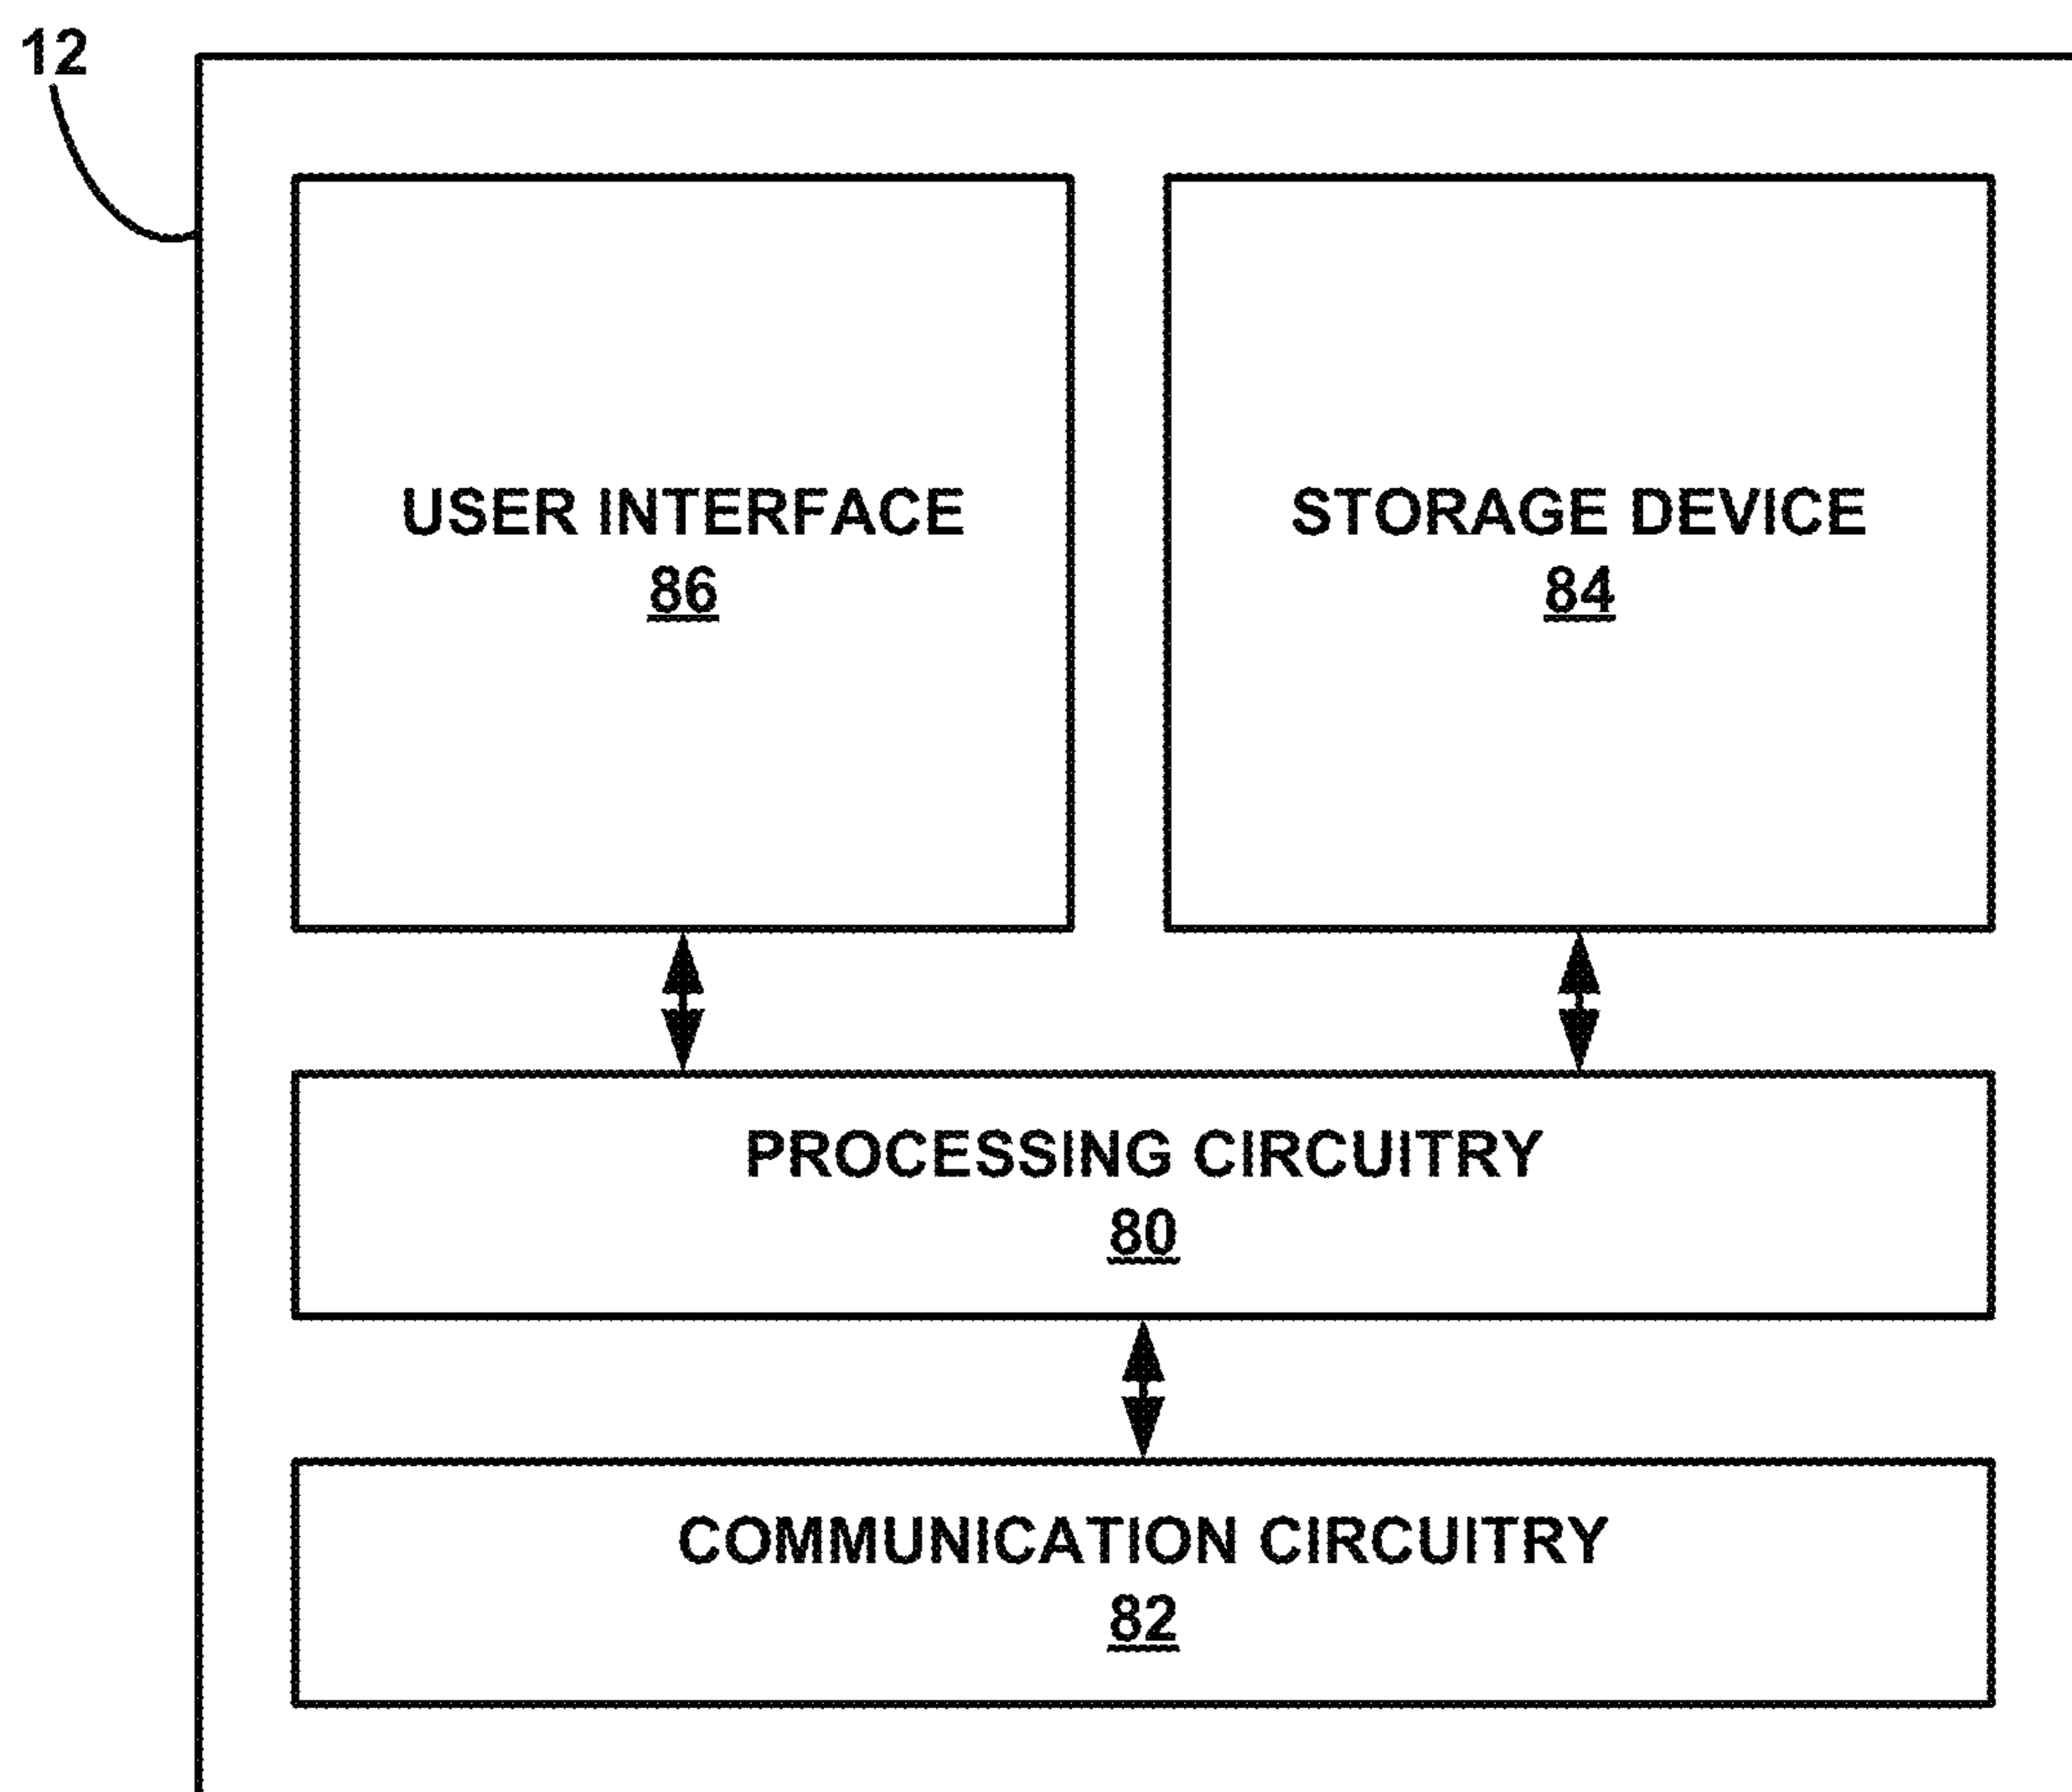 12
USER INTERFACE
86
STORAGE DEVICE
84
PROCESSING CIRCUITRY
80
COMMUNICATION CIRCUITRY
82